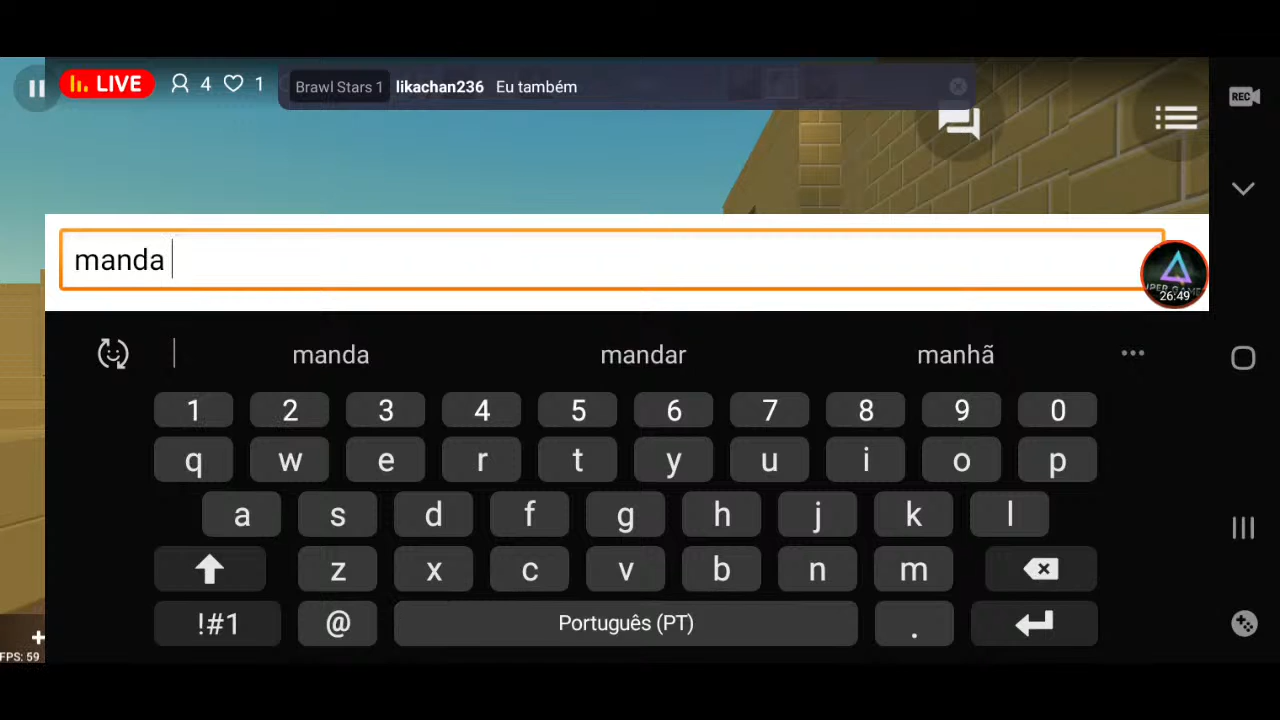 LIVE 4 1 Brawl Stars 1 likachan236 Eu também
REC
manda
26:49
manda mandar manhã
1 2 3 4 5 6 7 8 9 0
q w e r t y u i o p
a s d f g h j k l
z x c v b n m
!#1 @ Português (PT) .
FPS: 59